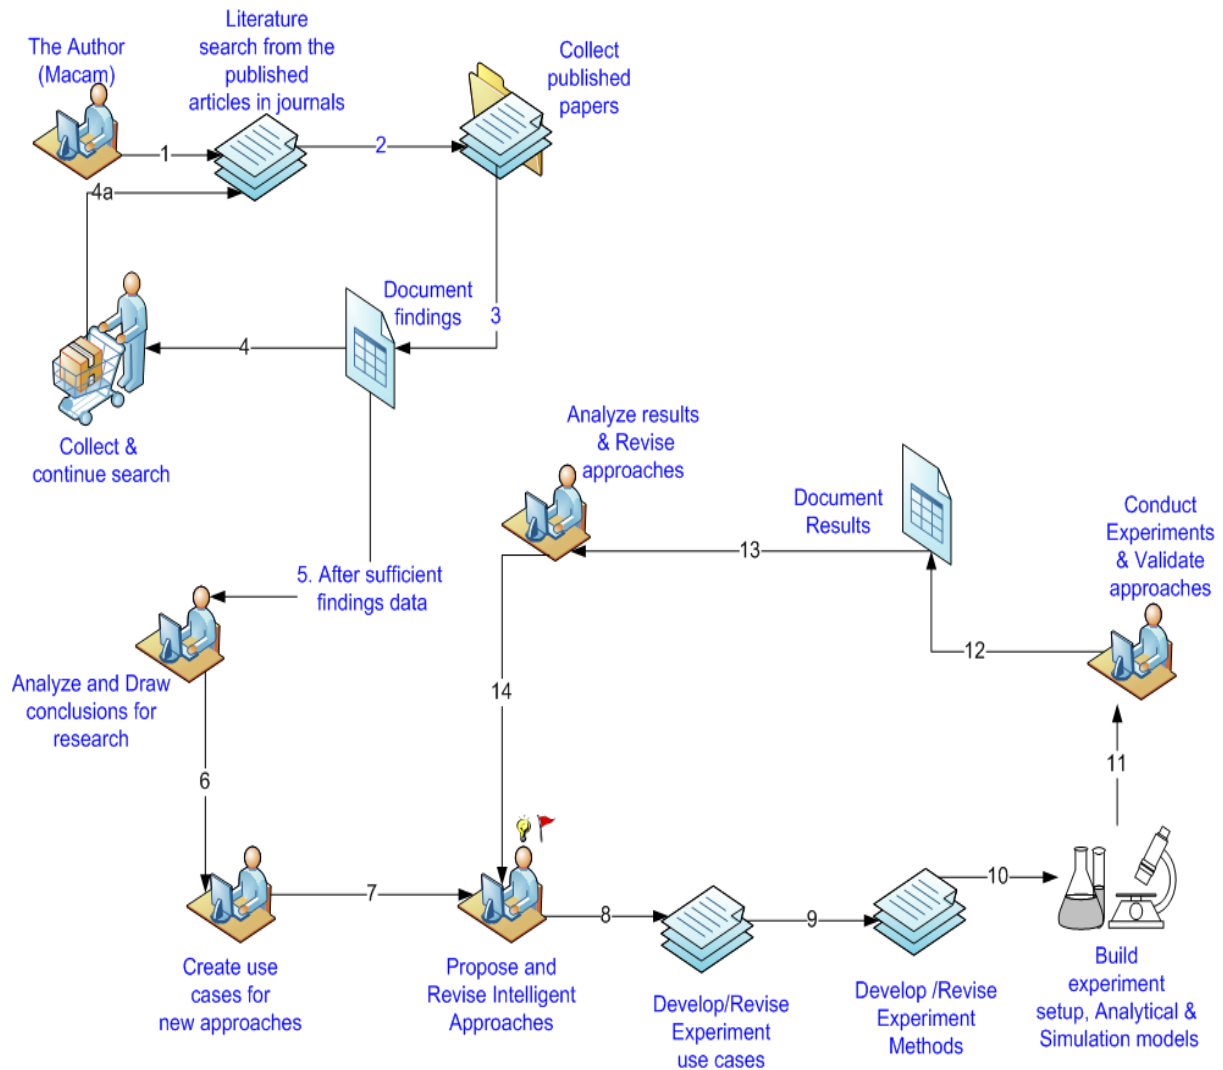 The Author
(Macam)
Literature
search from the
published
articles in journals
Collect
published
papers
1
2
4a
3
Document
findings
4
Collect &
continue search
5. After sufficient
findings data
Analyze and Draw
conclusions for
research
6
Create use
cases for
new approaches
7
Analyze results
& Revise
approaches
Document
Results
Conduct
Experiments
& Validate
approaches
13
12
14
11
Propose and
Revise Intelligent
Approaches
8
Develop/Revise
Experiment
use cases
9
Develop /Revise
Experiment
Methods
10
Build
experiment
setup, Analytical &
Simulation models